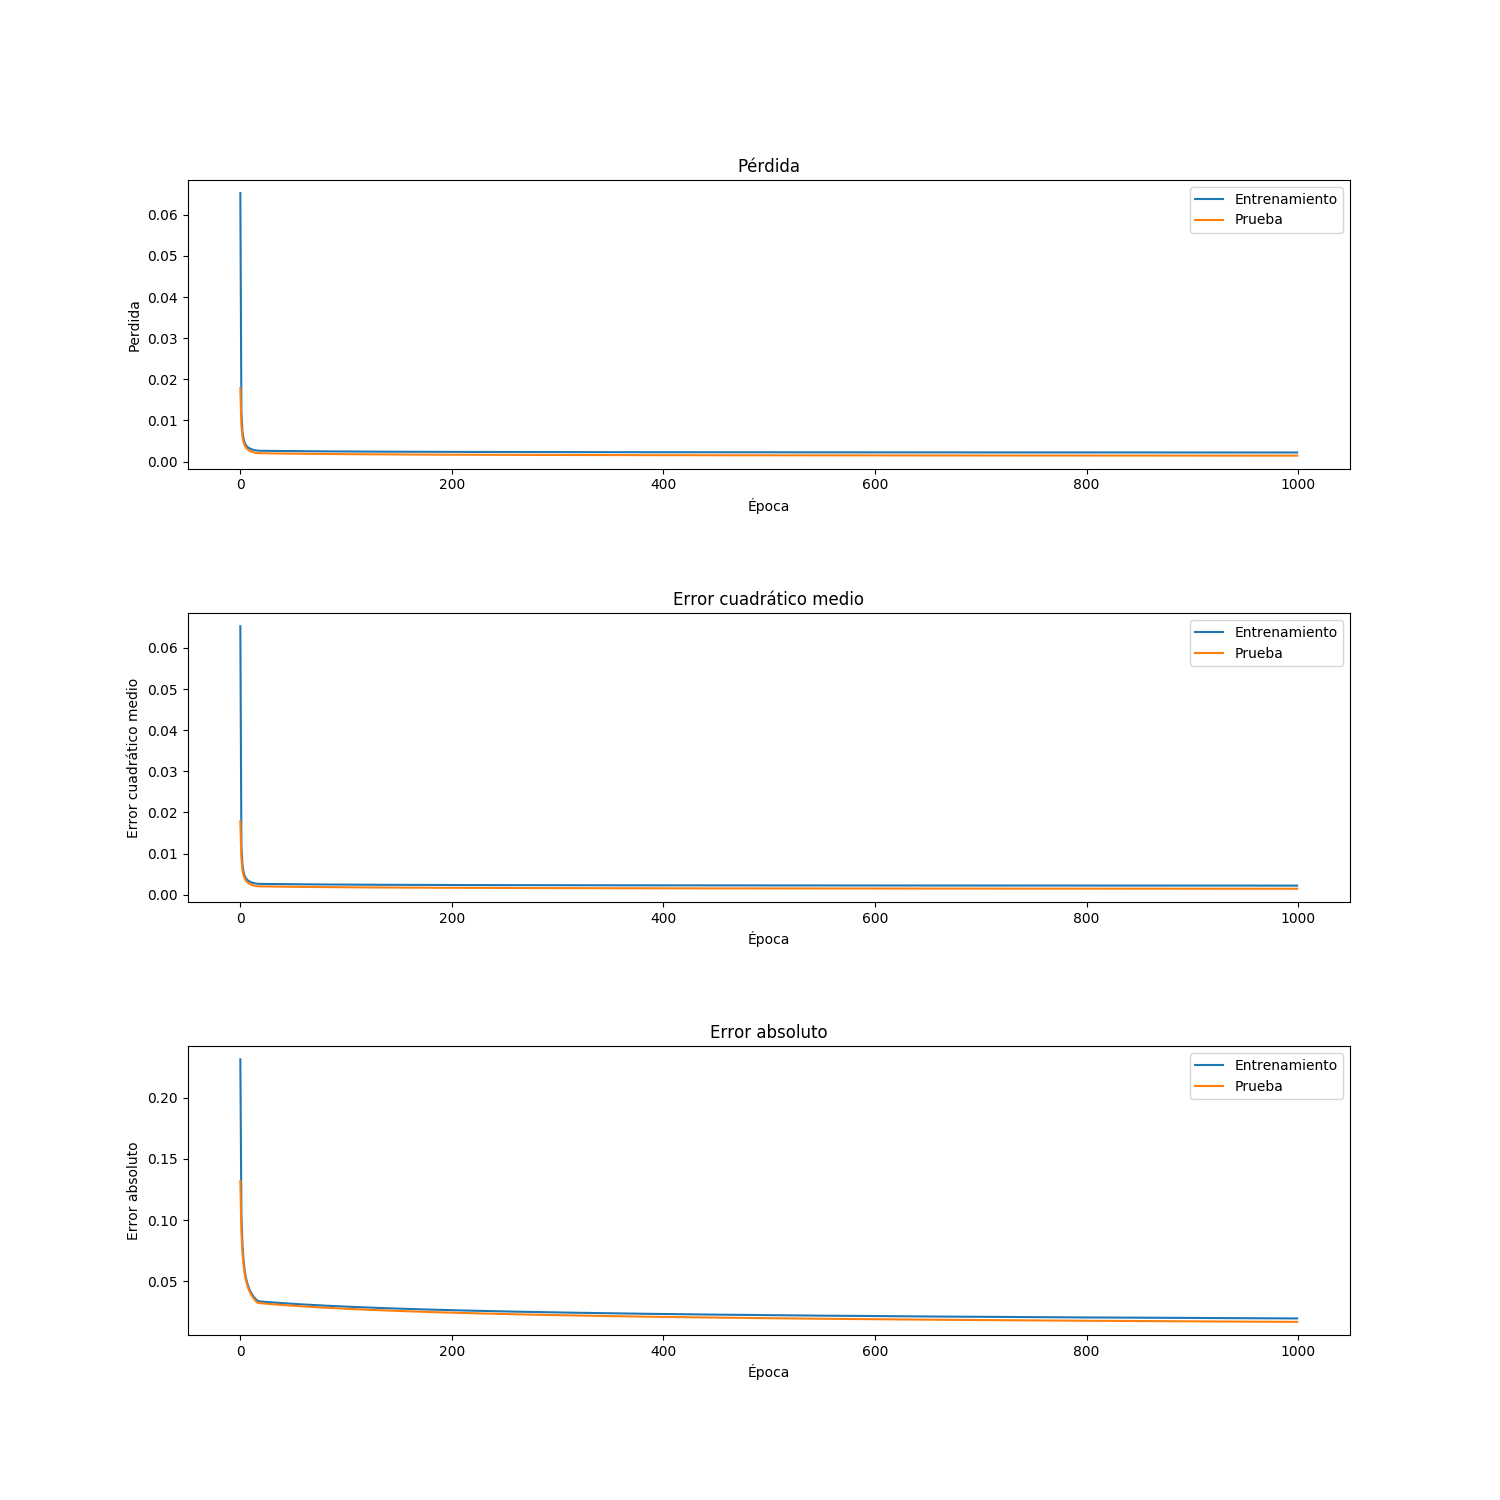 Pérdida
Entrenamiento
Prueba
Perdida
0.06
0.05
0.04
0.03
0.02
0.01
0.00
0 200 400 600 800 1000
Época
Error cuadrático medio
Entrenamiento
Prueba
Error cuadrático medio
0.06
0.05
0.04
0.03
0.02
0.01
0.00
0 200 400 600 800 1000
Época
Error absoluto
Entrenamiento
Prueba
Error absoluto
0.20
0.15
0.10
0.05
0 200 400 600 800 1000
Época